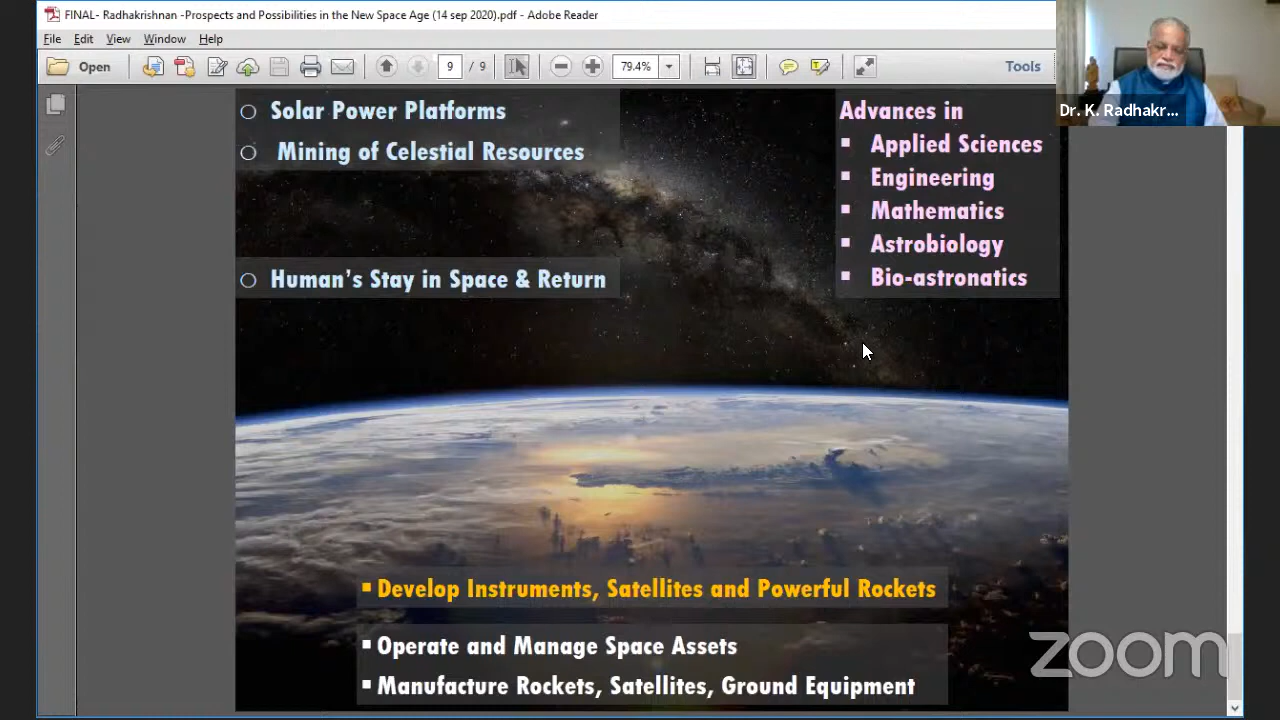 FINAL- Radhakrishnan -Prospects and Possibilities in the New Space Age (14 sep 2020).pdf - Adobe Reader
File Edit View Window Help
Open 9 / 9 79.4% Tools
Dr. K. Radhakr...
Solar Power Platforms
Mining of Celestial Resources
Human's Stay in Space & Return
Advances in
Applied Sciences
Engineering
Mathematics
Astrobiology
Bio-astronatics
Develop Instruments, Satellites and Powerful Rockets
Operate and Manage Space Assets
Manufacture Rockets, Satellites, Ground Equipment
zoom